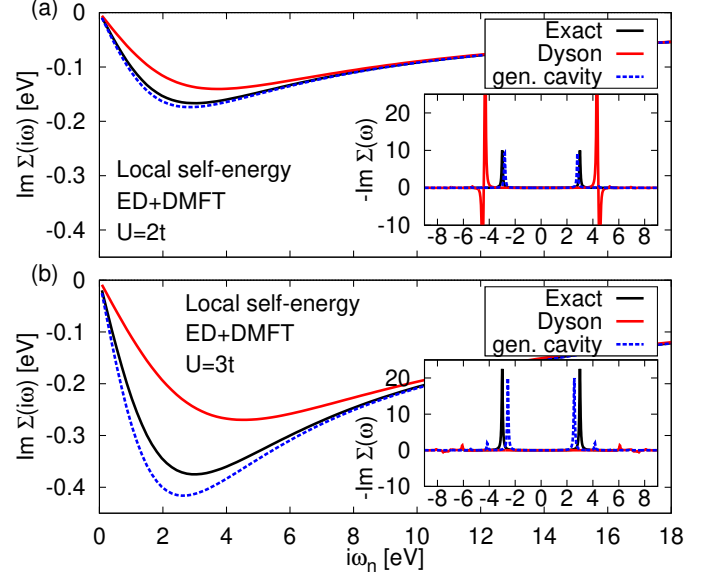 (a)
0
-0.1
-0.2
-0.3
-0.4
Im Σ(iω) [eV]
Exact
Dyson
gen. cavity
Local self-energy
ED+DMFT
U=2t
-Im Σ(ω)
20
10
0
-10
-8 -6 -4 -2 0 2 4 6 8
(b)
0
-0.1
-0.2
-0.3
-0.4
Im Σ(iω) [eV]
Local self-energy
ED+DMFT
U=3t
Exact
Dyson
gen. cavity
-Im Σ(ω)
20
10
0
-10
-8 -6 -4 -2 0 2 4 6 8
0 2 4 6 8 10 12 14 16 18
iωn [eV]